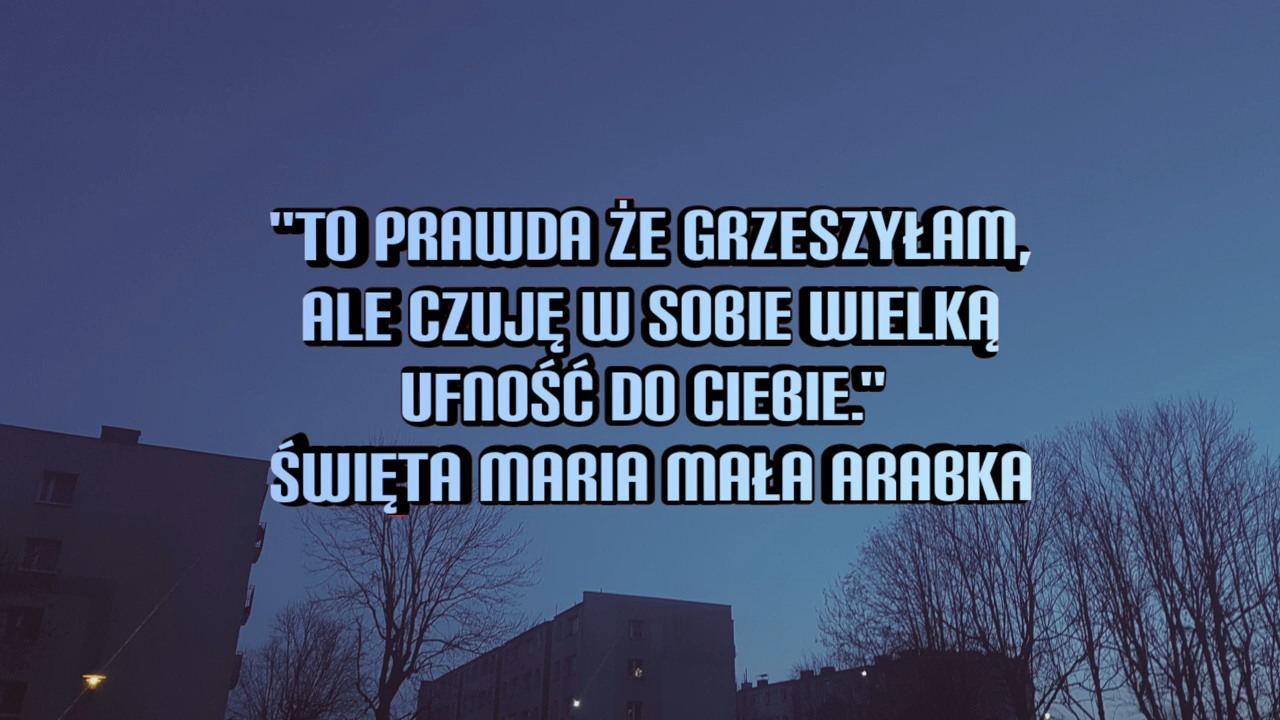 "TO PRAWDA ŻE GRZESZYŁAM,
ALE CZUJĘ W SOBIE WIELKĄ
UFNOŚĆ DO CIEBIE."
ŚWIĘTA MARIA MAŁA ARABKA